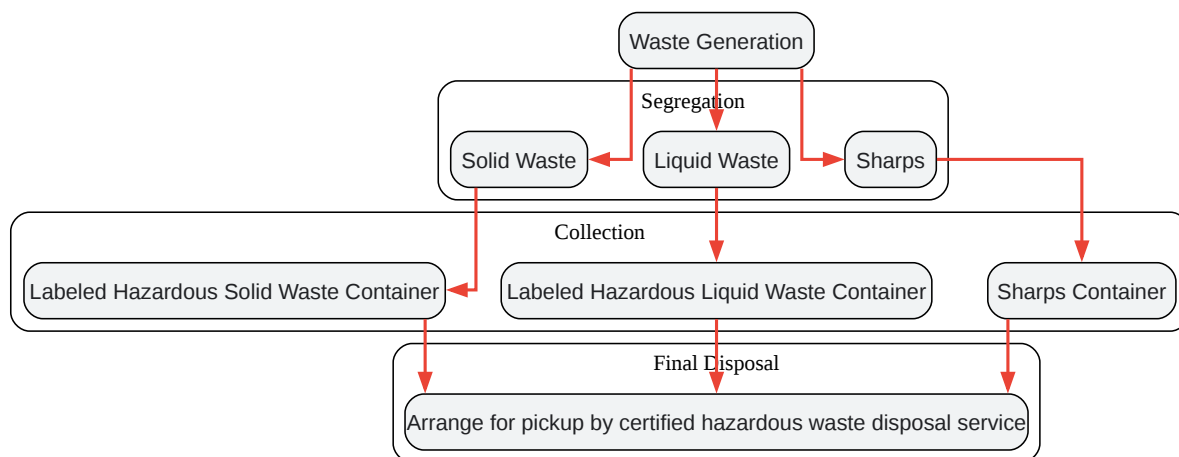 Waste Generation
Segregation
Solid Waste
Liquid Waste
Sharps
Collection
Labeled Hazardous Solid Waste Container
Labeled Hazardous Liquid Waste Container
Sharps Container
Final Disposal
Arrange for pickup by certified hazardous waste disposal service